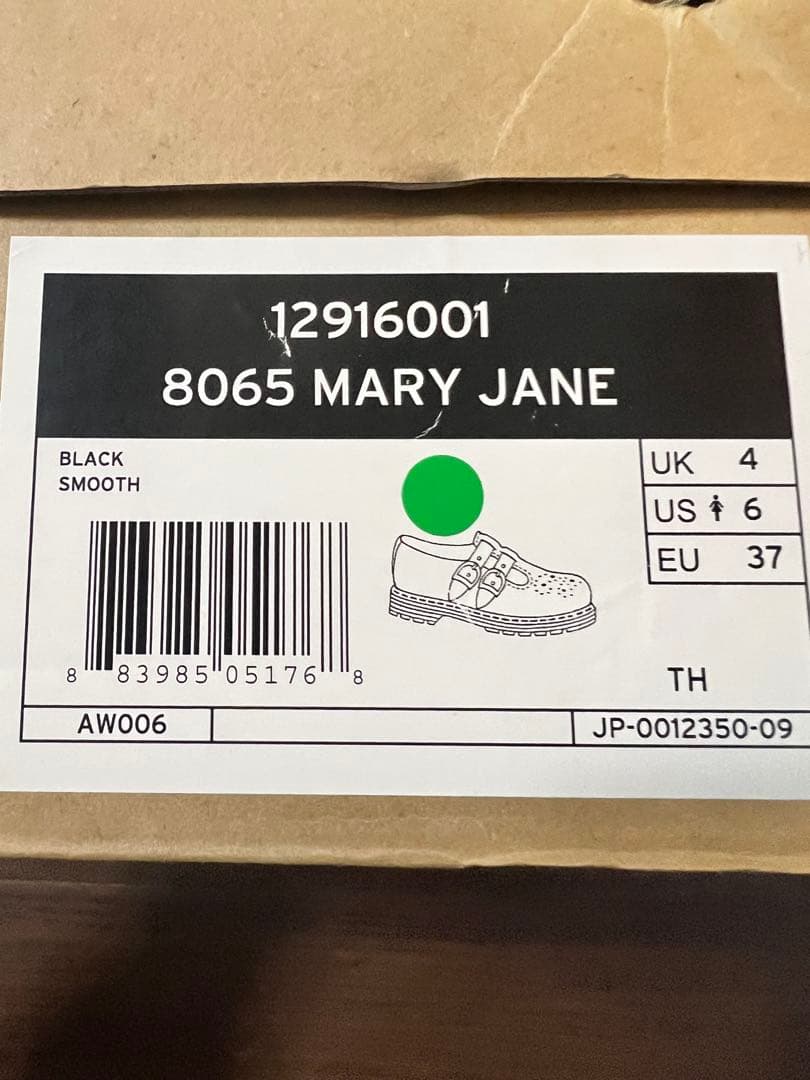 12916001
8065 MARY JANE
BLACK
SMOOTH
UK 4
US 6
EU 37
8 83985 05176 8
TH
AW006
JP-0012350-09